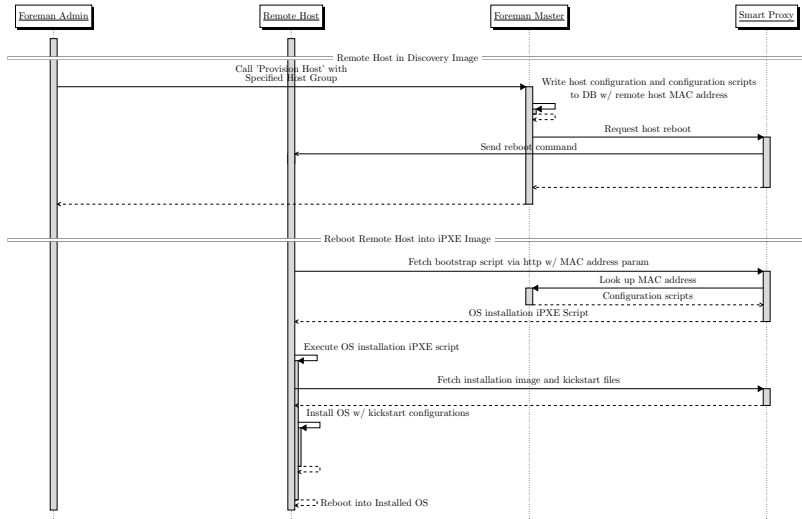 Foreman Admin
Remote Host
Foreman Master
Smart Proxy
Remote Host in Discovery Image
Call 'Provision Host' with
Specified Host Group
Write host configuration and configuration scripts
to DB w/ remote host MAC address
Request host reboot
Send reboot command
Reboot Remote Host into iPXE Image
Fetch bootstrap script via http w/ MAC address param
Look up MAC address
Configuration scripts
OS installation iPXE Script
Execute OS installation iPXE script
Fetch installation image and kickstart files
Install OS w/ kickstart configurations
Reboot into Installed OS